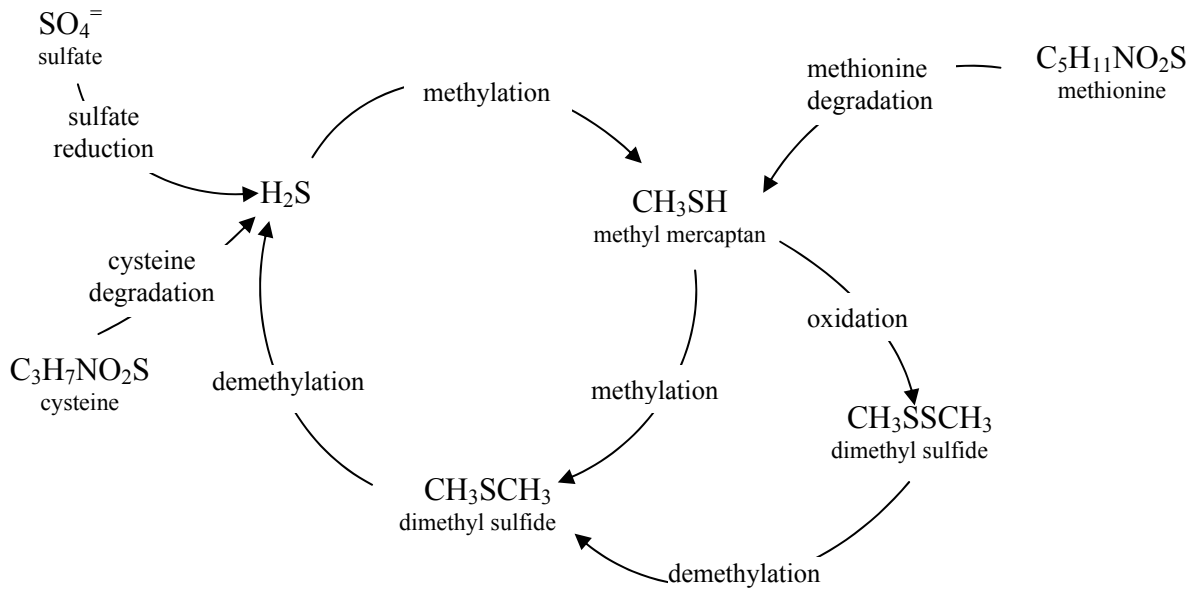 SO₄⁼
sulfate
sulfate
reduction
methylation
methionine
degradation
C₅H₁₁NO₂S
methionine
H₂S
CH₃SH
methyl mercaptan
cysteine
degradation
oxidation
C₃H₇NO₂S
cysteine
demethylation
methylation
CH₃SSCH₃
dimethyl sulfide
CH₃SCH₃
dimethyl sulfide
demethylation